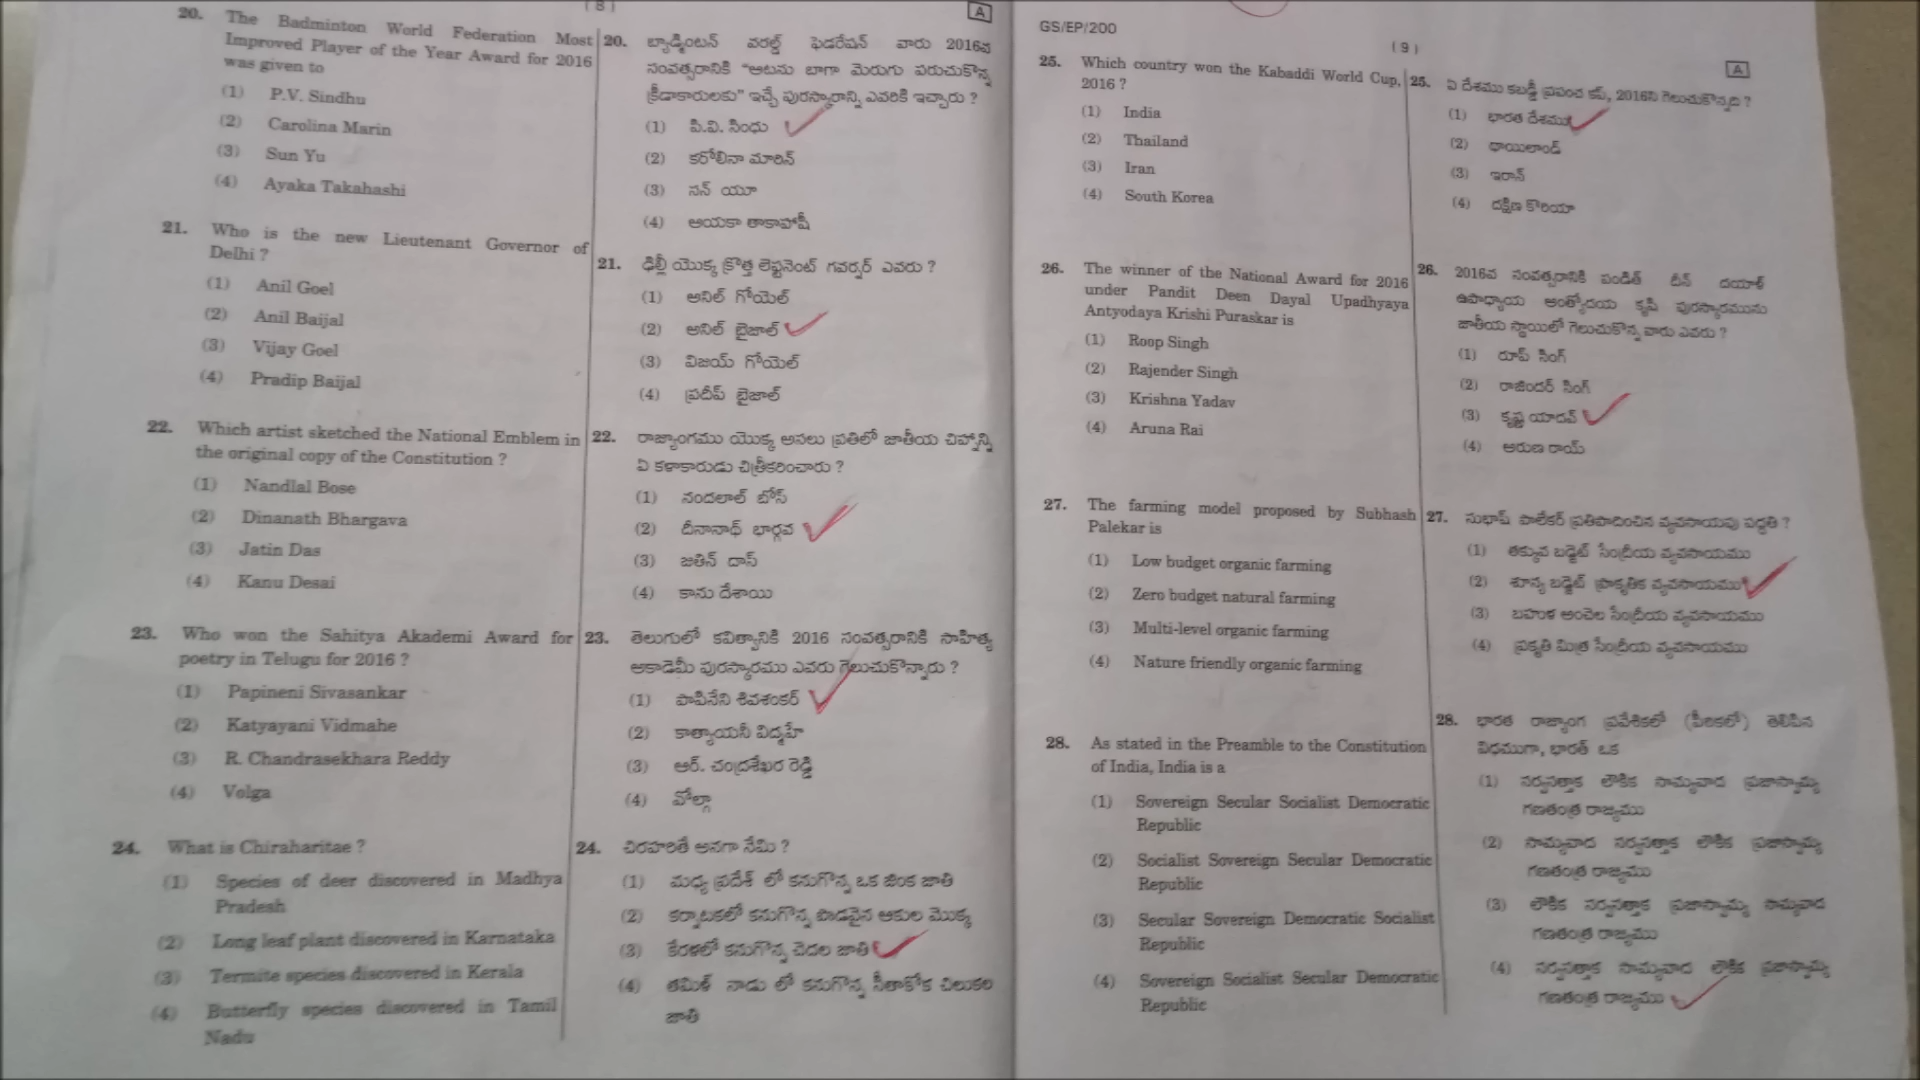 ( 8 )
A
20. The Badminton World Federation Most
Improved Player of the Year Award for 2016
was given to
(1) P.V. Sindhu
(2) Carolina Marin
(3) Sun Yu
(4) Ayaka Takahashi
21. Who is the new Lieutenant Governor of
Delhi ?
(1) Anil Goel
(2) Anil Baijal
(3) Vijay Goel
(4) Pradip Baijal
22. Which artist sketched the National Emblem in
the original copy of the Constitution ?
(1) Nandlal Bose
(2) Dinanath Bhargava
(3) Jatin Das
(4) Kanu Desai
23. Who won the Sahitya Akademi Award for
poetry in Telugu for 2016 ?
(1) Papineni Sivasankar
(2) Katyayani Vidmahe
(3) R. Chandrasekhara Reddy
(4) Volga
24. What is Chiraharitae ?
(1) Species of deer discovered in Madhya
Pradesh
(2) Long leaf plant discovered in Karnataka
(3) Termite species discovered in Kerala
(4) Butterfly species discovered in Tamil
Nadu
20. బ్యాడ్మింటన్ వరల్డ్ ఫెడరేషన్ వారు 2016వ
సంవత్సరానికి "ఆటను బాగా మెరుగు పరుచుకొన్న
క్రీడాకారులకు" ఇచ్చే పురస్కారాన్ని ఎవరికి ఇచ్చారు ?
(1) పి.వి. సింధు
(2) కరోలినా మారిన్
(3) సన్ యూ
(4) ఆయకా తాకాహాషీ
21. ఢిల్లీ యొక్క క్రొత్త లెఫ్టనెంట్ గవర్నర్ ఎవరు ?
(1) అనిల్ గోయెల్
(2) అనిల్ బైజాల్
(3) విజయ్ గోయెల్
(4) ప్రదీప్ బైజాల్
22. రాజ్యాంగము యొక్క అసలు ప్రతిలో జాతీయ చిహ్నాన్ని
ఏ కళాకారుడు చిత్రీకరించారు ?
(1) నందలాల్ బోస్
(2) దీనానాథ్ భార్గవ
(3) జతిన్ దాస్
(4) కాను దేశాయి
23. తెలుగులో కవిత్వానికి 2016 సంవత్సరానికి సాహిత్య
అకాడెమీ పురస్కారము ఎవరు గెలుచుకొన్నారు ?
(1) పాపినేని శివశంకర్
(2) కాత్యాయనీ విద్మహే
(3) ఆర్. చంద్రశేఖర రెడ్డి
(4) వోల్గా
24. చిరహరితే అనగా నేమి ?
(1) మధ్య ప్రదేశ్ లో కనుగొన్న ఒక జింక జాతి
(2) కర్నాటకలో కనుగొన్న పొడవైన ఆకుల మొక్క
(3) కేరళలో కనుగొన్న చెదల జాతి
(4) తమిళ్ నాడు లో కనుగొన్న సీతాకోక చిలుకల
జాతి
GS/EP/200
( 9 )
A
25. Which country won the Kabaddi World Cup,
2016 ?
(1) India
(2) Thailand
(3) Iran
(4) South Korea
26. The winner of the National Award for 2016
under Pandit Deen Dayal Upadhyaya
Antyodaya Krishi Puraskar is
(1) Roop Singh
(2) Rajender Singh
(3) Krishna Yadav
(4) Aruna Rai
27. The farming model proposed by Subhash
Palekar is
(1) Low budget organic farming
(2) Zero budget natural farming
(3) Multi-level organic farming
(4) Nature friendly organic farming
28. As stated in the Preamble to the Constitution
of India, India is a
(1) Sovereign Secular Socialist Democratic
Republic
(2) Socialist Sovereign Secular Democratic
Republic
(3) Secular Sovereign Democratic Socialist
Republic
(4) Sovereign Socialist Secular Democratic
Republic
25. ఏ దేశము కబడ్డీ ప్రపంచ కప్, 2016ని గెలుచుకొన్నది ?
(1) భారత దేశము
(2) థాయిలాండ్
(3) ఇరాన్
(4) దక్షిణ కొరియా
26. 2016వ సంవత్సరానికి పండిత్ దీన్ దయాళ్
ఉపాధ్యాయ అంత్యోదయ కృషి పురస్కారమును
జాతీయ స్థాయిలో గెలుచుకొన్న వారు ఎవరు ?
(1) రూప్ సింగ్
(2) రాజిందర్ సింగ్
(3) కృష్ణ యాదవ్
(4) అరుణ రాయ్
27. సుభాష్ పాలేకర్ ప్రతిపాదించిన వ్యవసాయపు పద్ధతి ?
(1) తక్కువ బడ్జెట్ సేంద్రీయ వ్యవసాయము
(2) శూన్య బడ్జెట్ ప్రాకృతిక వ్యవసాయము
(3) బహుళ అంచెల సేంద్రీయ వ్యవసాయము
(4) ప్రకృతి మిత్ర సేంద్రీయ వ్యవసాయము
28. భారత రాజ్యాంగ ప్రవేశికలో (పీఠికలో) తెలిపిన
విధముగా, భారత్ ఒక
(1) సర్వసత్తాక లౌకిక సామ్యవాద ప్రజాస్వామ్య
గణతంత్ర రాజ్యము
(2) సామ్యవాద సర్వసత్తాక లౌకిక ప్రజాస్వామ్య
గణతంత్ర రాజ్యము
(3) లౌకిక సర్వసత్తాక ప్రజాస్వామ్య సామ్యవాద
గణతంత్ర రాజ్యము
(4) సర్వసత్తాక సామ్యవాద లౌకిక ప్రజాస్వామ్య
గణతంత్ర రాజ్యము